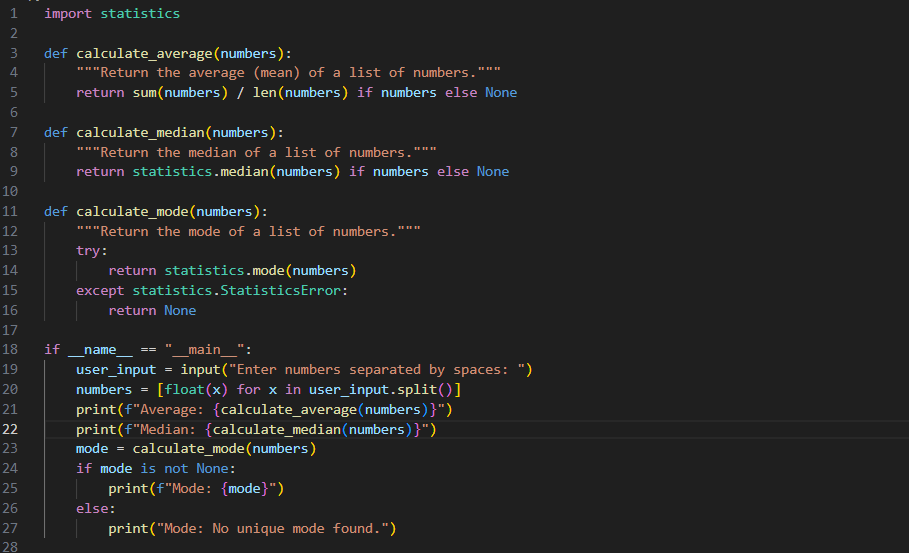 1 import statistics
2
3 def calculate_average(numbers):
4     """Return the average (mean) of a list of numbers."""
5     return sum(numbers) / len(numbers) if numbers else None
6
7 def calculate_median(numbers):
8     """Return the median of a list of numbers."""
9     return statistics.median(numbers) if numbers else None
10
11 def calculate_mode(numbers):
12     """Return the mode of a list of numbers."""
13     try:
14         return statistics.mode(numbers)
15     except statistics.StatisticsError:
16         return None
17
18 if __name__ == "__main__":
19     user_input = input("Enter numbers separated by spaces: ")
20     numbers = [float(x) for x in user_input.split()]
21     print(f"Average: {calculate_average(numbers)}")
22     print(f"Median: {calculate_median(numbers)}")
23     mode = calculate_mode(numbers)
24     if mode is not None:
25         print(f"Mode: {mode}")
26     else:
27         print("Mode: No unique mode found.")
28